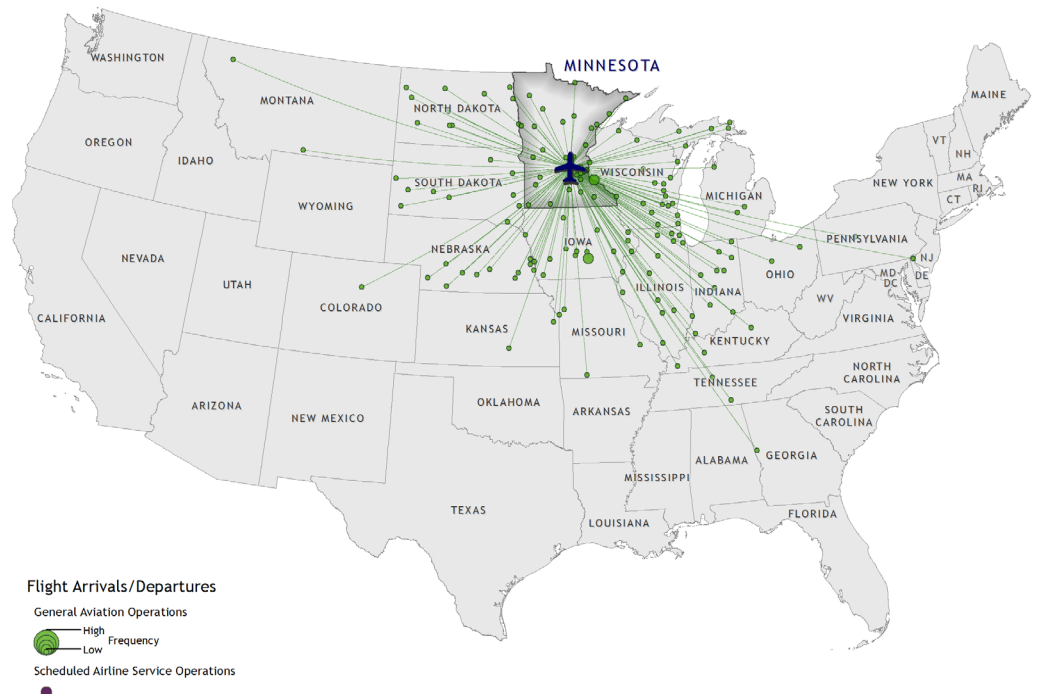 MINNESOTA
WASHINGTON
MONTANA
NORTH DAKOTA
MAINE
OREGON
IDAHO
VT
NH
WISCONSIN
SOUTH DAKOTA
MICHIGAN
NEW YORK
MA
RI
CT
WYOMING
NEBRASKA
IOWA
PENNSYLVANIA
NEVADA
UTAH
COLORADO
ILLINOIS
INDIANA
OHIO
NJ
MD
DE
DC
WV
CALIFORNIA
KANSAS
MISSOURI
KENTUCKY
VIRGINIA
ARIZONA
NEW MEXICO
OKLAHOMA
ARKANSAS
TENNESSEE
NORTH
CAROLINA
SOUTH
CAROLINA
MISSISSIPPI
ALABAMA
GEORGIA
TEXAS
LOUISIANA
FLORIDA
Flight Arrivals/Departures
General Aviation Operations
High
Frequency
Low
Scheduled Airline Service Operations